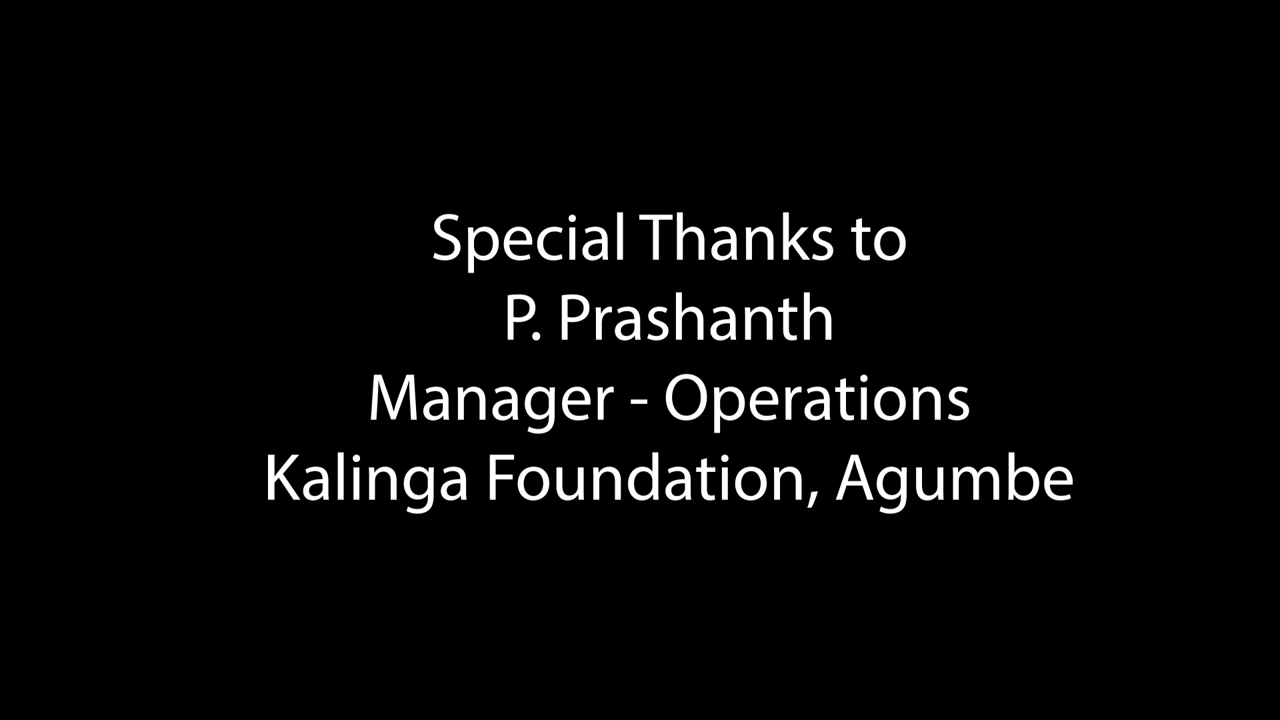 Special Thanks to
P. Prashanth
Manager - Operations
Kalinga Foundation, Agumbe